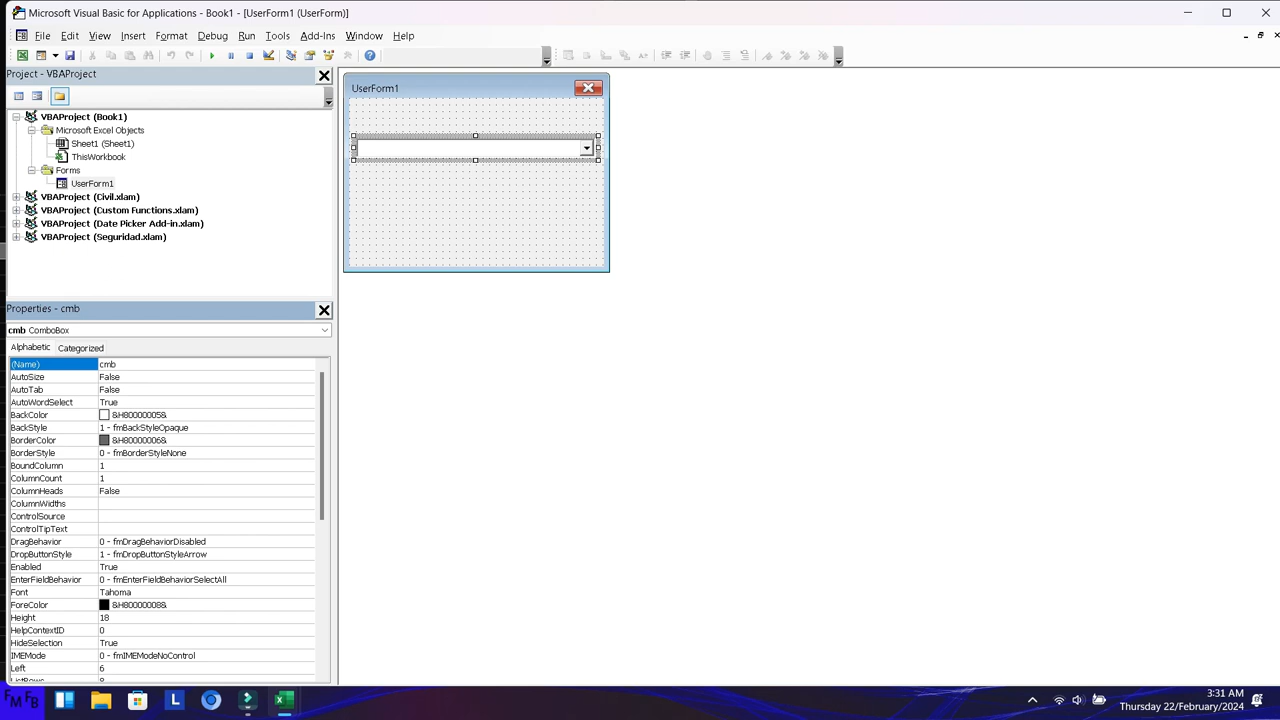 Microsoft Visual Basic for Applications - Book1 - [UserForm1 (UserForm)]
File Edit View Insert Format Debug Run Tools Add-Ins Window Help
Project - VBAProject
VBAProject (Book1)
Microsoft Excel Objects
Sheet1 (Sheet1)
ThisWorkbook
Forms
UserForm1
VBAProject (Civil.xlam)
VBAProject (Custom Functions.xlam)
VBAProject (Date Picker Add-in.xlam)
VBAProject (Seguridad.xlam)
UserForm1
Properties - cmb
cmb ComboBox
Alphabetic Categorized
(Name) cmb
AutoSize False
AutoTab False
AutoWordSelect True
BackColor &H80000005&
BackStyle 1 - fmBackStyleOpaque
BorderColor &H80000006&
BorderStyle 0 - fmBorderStyleNone
BoundColumn 1
ColumnCount 1
ColumnHeads False
ColumnWidths
ControlSource
ControlTipText
DragBehavior 0 - fmDragBehaviorDisabled
DropButtonStyle 1 - fmDropButtonStyleArrow
Enabled True
EnterFieldBehavior 0 - fmEnterFieldBehaviorSelectAll
Font Tahoma
ForeColor &H80000008&
Height 18
HelpContextID 0
HideSelection True
IMEMode 0 - fmIMEModeNoControl
Left 6
3:31 AM
Thursday 22/February/2024